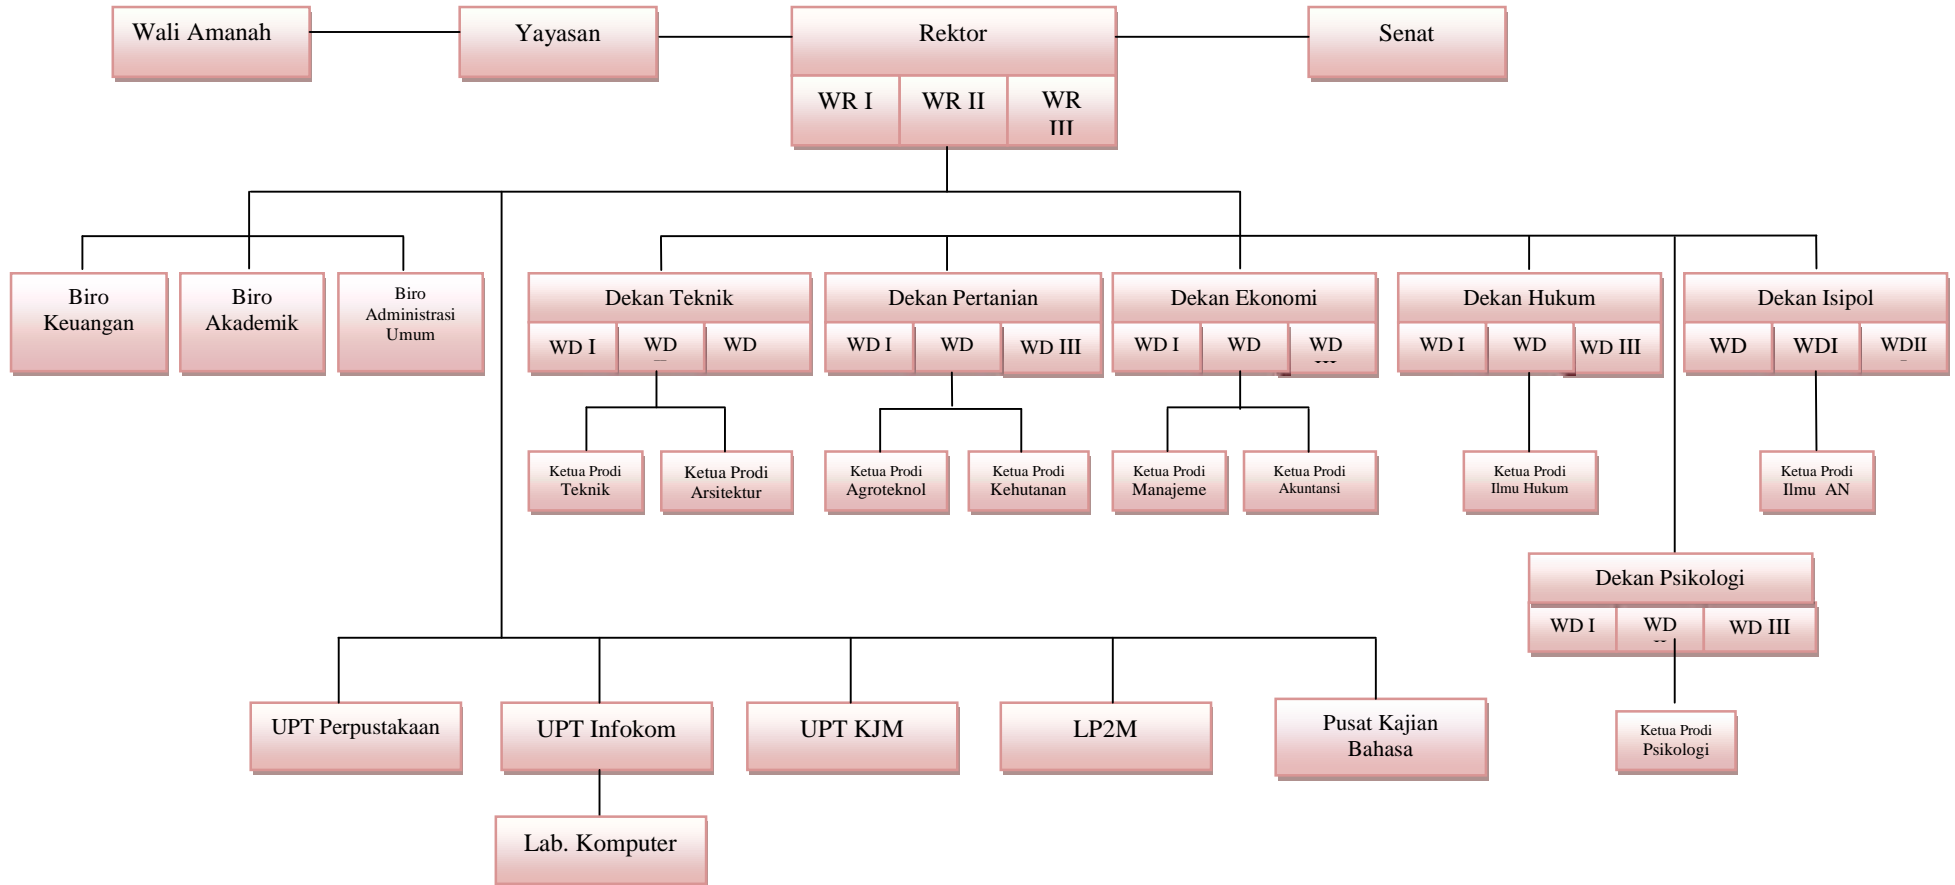 Wali Amanah
Yayasan
Rektor
Senat
WR I
WR II
WR
III
Biro
Keuangan
Biro
Akademik
Biro
Administrasi
Umum
Dekan Teknik
WD I
WD
WD
Dekan Pertanian
WD I
WD
WD III
Dekan Ekonomi
WD I
WD
WD
III
Dekan Hukum
WD I
WD
WD III
Dekan Isipol
WD
WDI
WDII
Ketua Prodi
Teknik
Ketua Prodi
Arsitektur
Ketua Prodi
Agroteknol
Ketua Prodi
Kehutanan
Ketua Prodi
Manajeme
Ketua Prodi
Akuntansi
Ketua Prodi
Ilmu Hukum
Ketua Prodi
Ilmu AN
Dekan Psikologi
WD I
WD
WD III
UPT Perpustakaan
UPT Infokom
UPT KJM
LP2M
Pusat Kajian
Bahasa
Ketua Prodi
Psikologi
Lab. Komputer